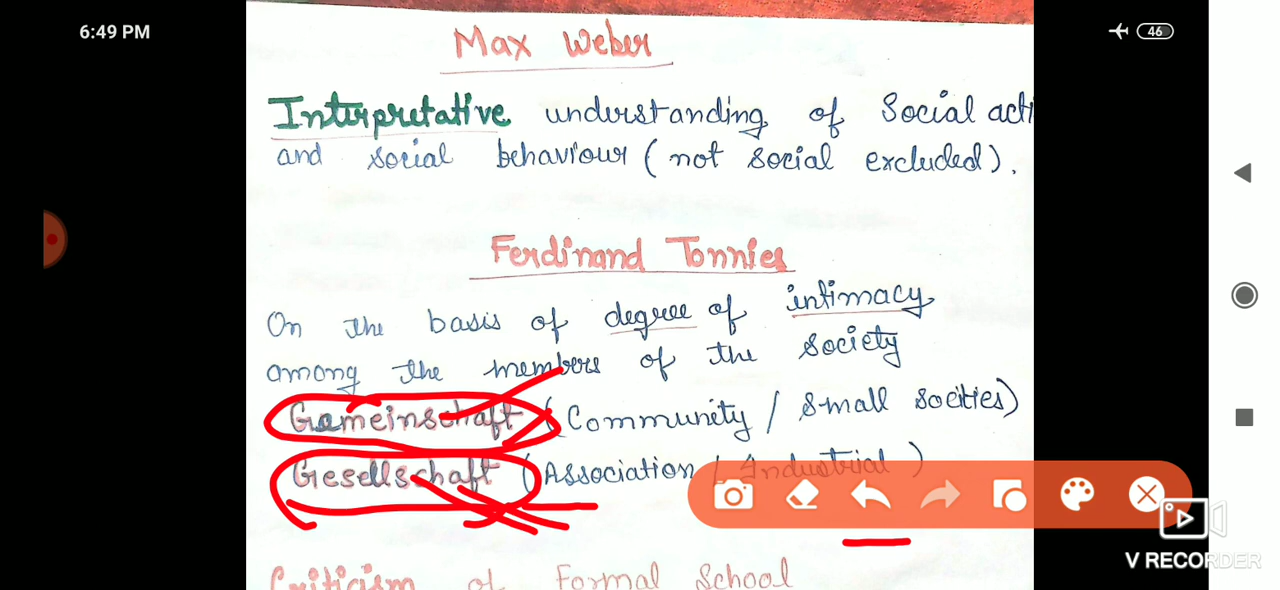 6:49 PM
46
Max Weber
Interpretative understanding of Social acti
and social behaviour (not social excluded).
Ferdinand Tonnies
On the basis of degree of intimacy
among the members of the society
Gemeinschaft (Community / Small socities)
Gesellschaft (Association / Industrial)
V RECORDER
Criticism of Formal School